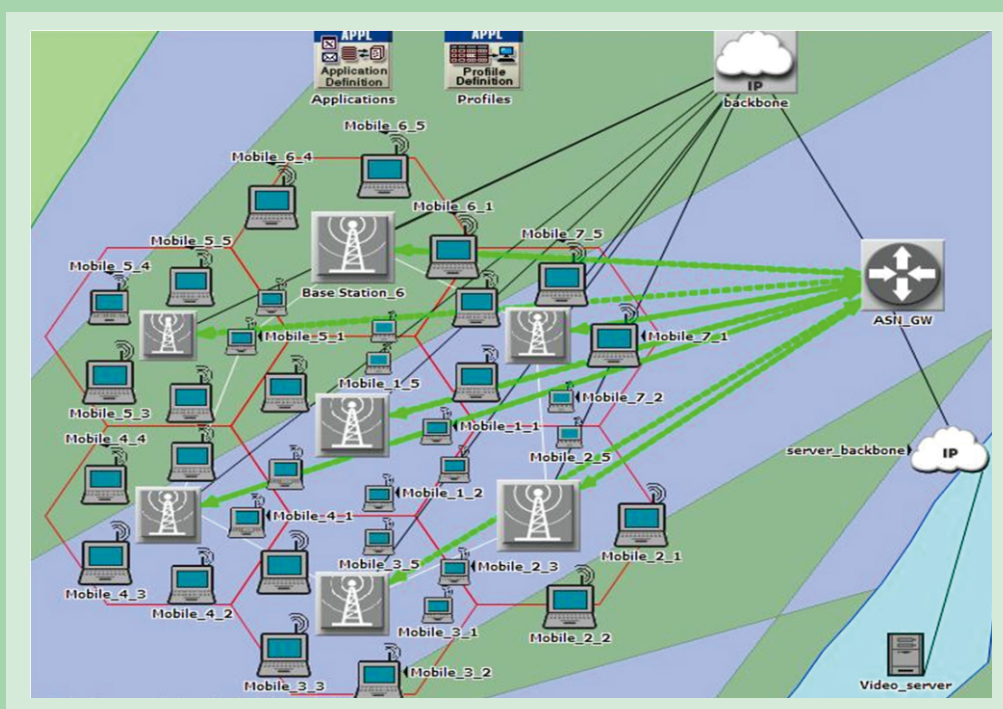 APPL
APPL
Application
Definition
Profiile
Definition
Applications
Profiles
IP
backbone
Mobile_6_5
Mobile_6_4
Mobile_6_1
Mobile_5_5
Mobile_7_5
Mobile_5_4
Base Station_6
ASN_GW
Mobile_5_1
Mobile_7_1
Mobile_1_5
Mobile_5_3
Mobile_7_2
Mobile_4_4
Mobile_1_1
Mobile_2_5
server_backbone
IP
Mobile_1_2
Mobile_4_1
Mobile_2_1
Mobile_3_5
Mobile_2_3
Mobile_4_3
Mobile_4_2
Mobile_3_1
Mobile_2_2
Mobile_3_2
Mobile_3_3
Video_server